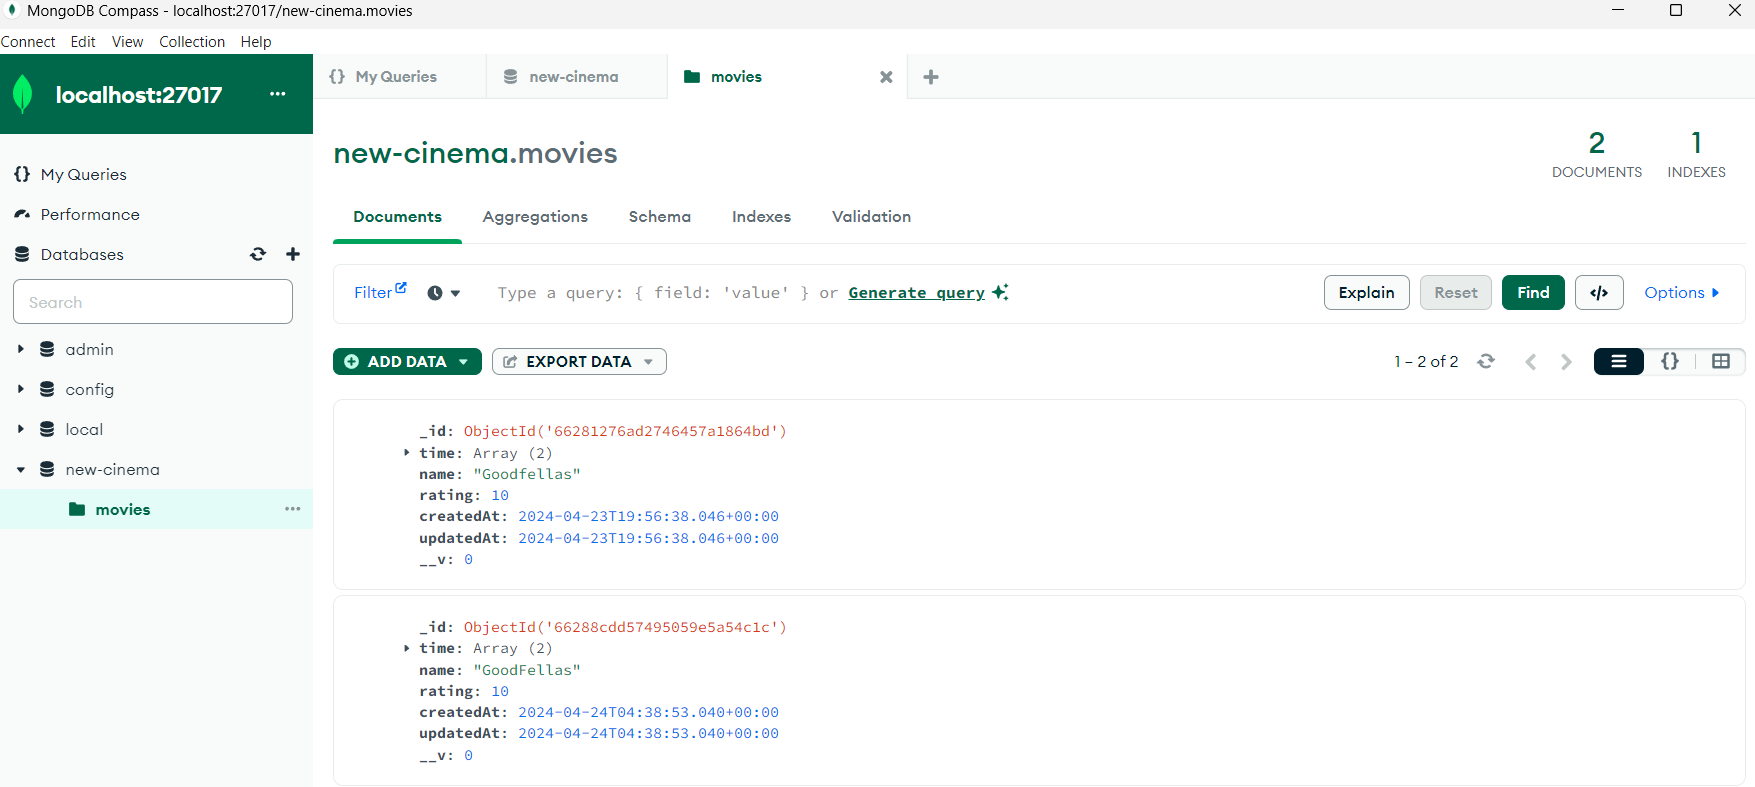 MongoDB Compass - localhost:27017/new-cinema.movies
Connect Edit View Collection Help
localhost:27017 ...
{} My Queries
new-cinema
movies
My Queries
Performance
Databases
Search
admin
config
local
new-cinema
movies ...
new-cinema.movies
2
DOCUMENTS
1
INDEXES
Documents Aggregations Schema Indexes Validation
Filter Type a query: { field: 'value' } or Generate query Explain Reset Find </> Options
ADD DATA EXPORT DATA 1 – 2 of 2 {}
_id: ObjectId('66281276ad2746457a1864bd')
time: Array (2)
name: "Goodfellas"
rating: 10
createdAt: 2024-04-23T19:56:38.046+00:00
updatedAt: 2024-04-23T19:56:38.046+00:00
__v: 0
_id: ObjectId('66288cdd57495059e5a54c1c')
time: Array (2)
name: "GoodFellas"
rating: 10
createdAt: 2024-04-24T04:38:53.040+00:00
updatedAt: 2024-04-24T04:38:53.040+00:00
__v: 0